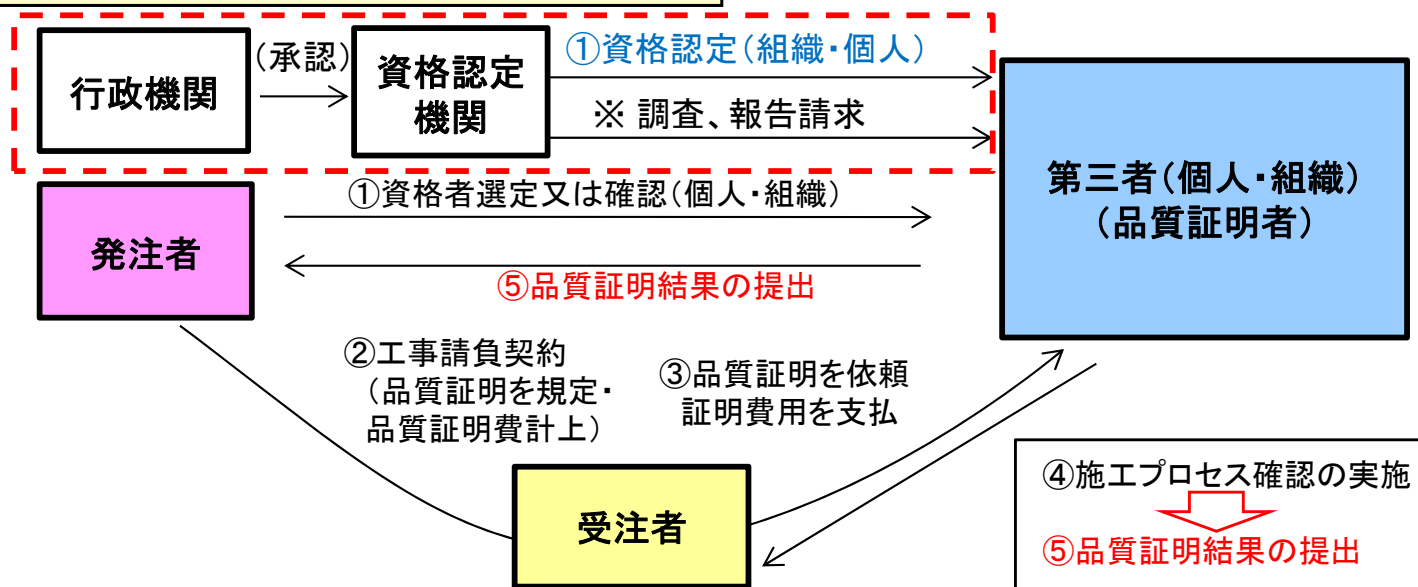 行政機関
(承認)
資格認定
機関
①資格認定(組織・個人)
※ 調査、報告請求
第三者(個人・組織)
(品質証明者)
発注者
①資格者選定又は確認(個人・組織)
⑤品質証明結果の提出
②工事請負契約
(品質証明を規定・
品質証明費計上)
③品質証明を依頼
証明費用を支払
受注者
④施工プロセス確認の実施
⑤品質証明結果の提出